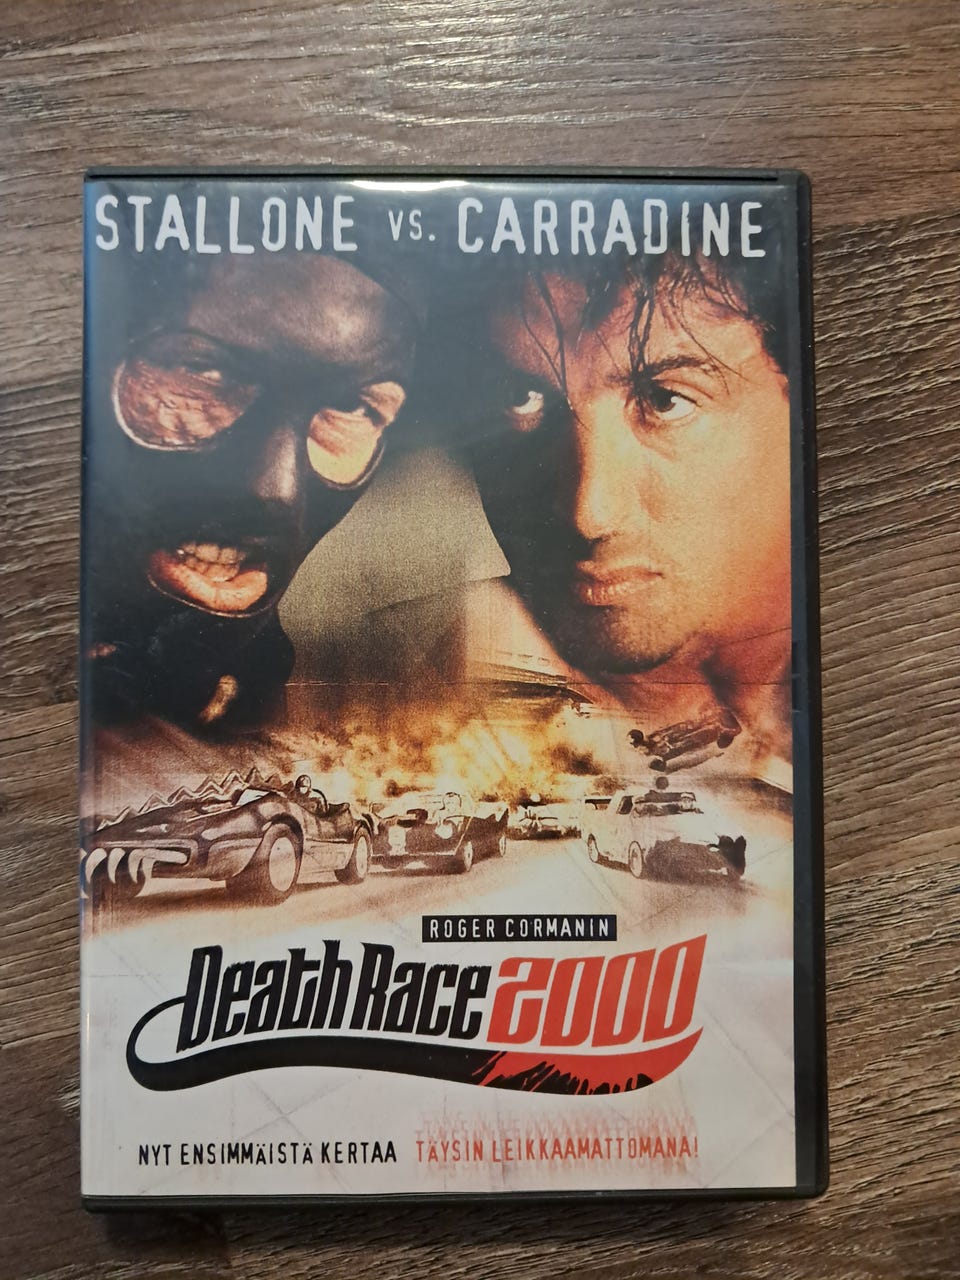 STALLONE VS. CARRADINE
ROGER CORMANIN
Death Race 2000
NYT ENSIMMÄISTÄ KERTAA TÄYSIN LEIKKAAMATTOMANA!